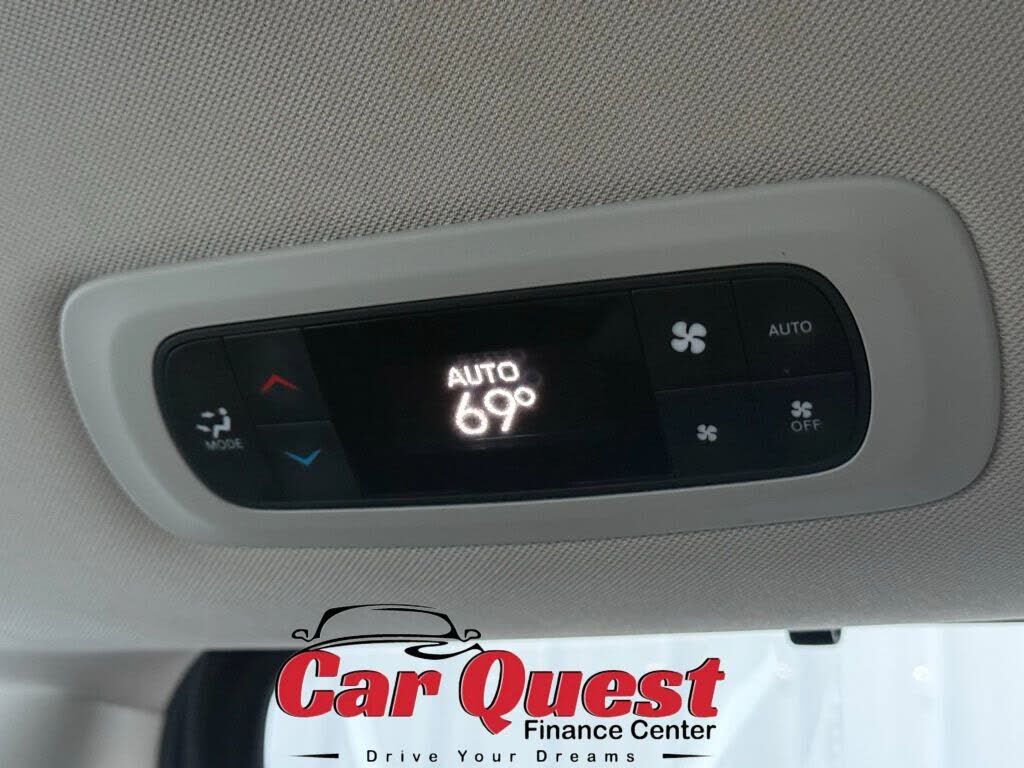 AUTO
69°
MODE
AUTO
OFF
Car Quest
Finance Center
Drive Your Dreams